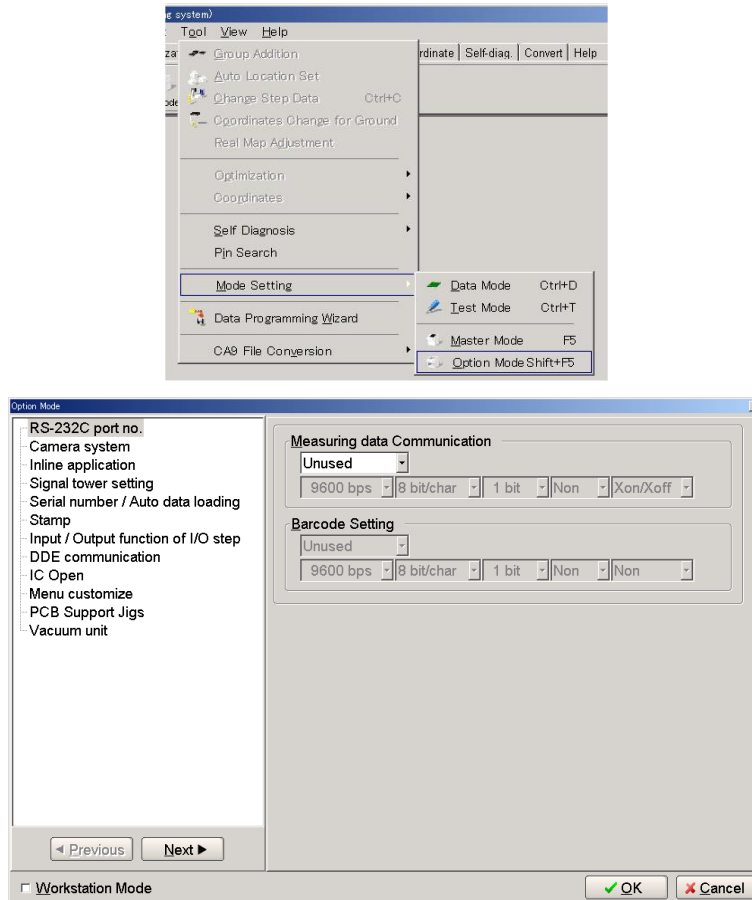 system)
Tool View Help
Group Addition
rdinate Self-diag. Convert Help
Auto Location Set
Change Step Data Ctrl+C
Coordinates Change for Ground
Real Map Adjustment
Optimization
Coordinates
Self Diagnosis
Pin Search
Mode Setting
Data Mode Ctrl+D
Test Mode Ctrl+T
Data Programming Wizard
Master Mode F5
CA9 File Conversion
Option Mode Shift+F5
Option Mode
RS-232C port no.
Camera system
Inline application
Signal tower setting
Serial number / Auto data loading
Stamp
Input / Output function of I/O step
DDE communication
IC Open
Menu customize
PCB Support Jigs
Vacuum unit
Measuring data Communication
Unused
9600 bps 8 bit/char 1 bit Non Xon/Xoff
Barcode Setting
Unused
9600 bps 8 bit/char 1 bit Non Non
Previous Next
Workstation Mode
OK Cancel